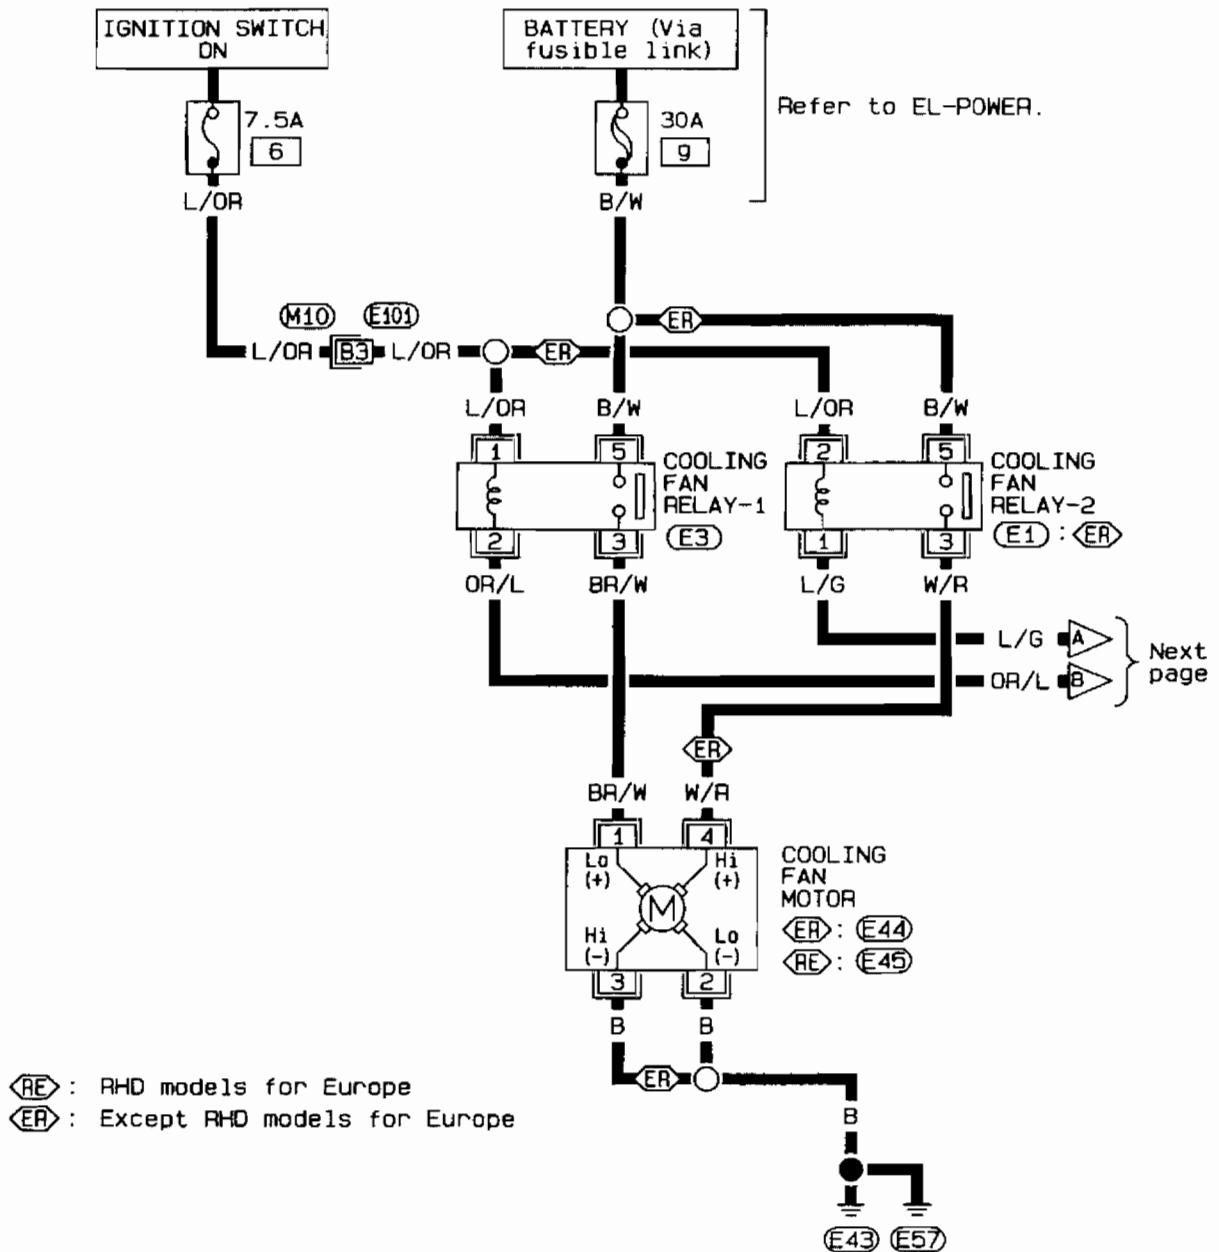 IGNITION SWITCH
ON
BATTERY (Via
fusible link)
Refer to EL-POWER.
7.5A
6
30A
9
L/OR
B/W
M10
E101
ER
L/OR
B3
L/OR
ER
L/OR
B/W
L/OR
B/W
1
5
2
5
COOLING
FAN
RELAY-1
E3
COOLING
FAN
RELAY-2
E1 : ER
2
3
1
3
OR/L
BR/W
L/G
W/R
L/G
A
OR/L
B
Next
page
ER
BR/W
W/R
1
4
Lo
(+)
Hi
(+)
M
Hi
(-)
Lo
(-)
3
2
COOLING
FAN
MOTOR
ER : E44
RE : E45
B
B
ER
RE : RHD models for Europe
ER : Except RHD models for Europe
B
E43
E57